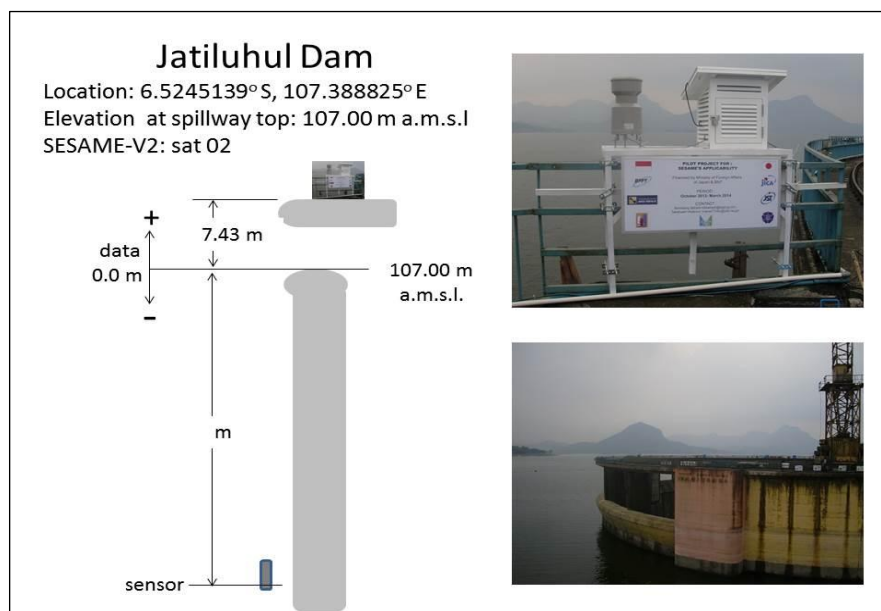 Jatiluhul Dam
Location: 6.5245139° S, 107.388825° E
Elevation at spillway top: 107.00 m a.m.s.l
SESAME-V2: sat 02
+
7.43 m
data
0.0 m
107.00 m
a.m.s.l.
−
m
sensor
PILOT PROJECT FOR :
SESAME'S APPLICABILITY